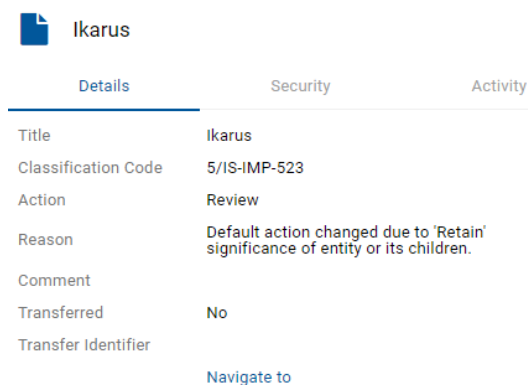 Ikarus
Details Security Activity
Title Ikarus
Classification Code 5/IS-IMP-523
Action Review
Reason Default action changed due to 'Retain'
significance of entity or its children.
Comment
Transferred No
Transfer Identifier
Navigate to